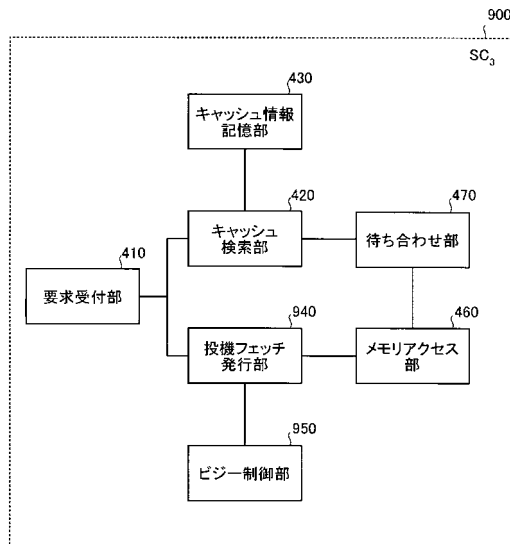 900
SC3
430
キャッシュ情報
記憶部
420
キャッシュ
検索部
470
待ち合わせ部
410
要求受付部
940
投機フェッチ
発行部
460
メモリアクセス
部
950
ビジー制御部